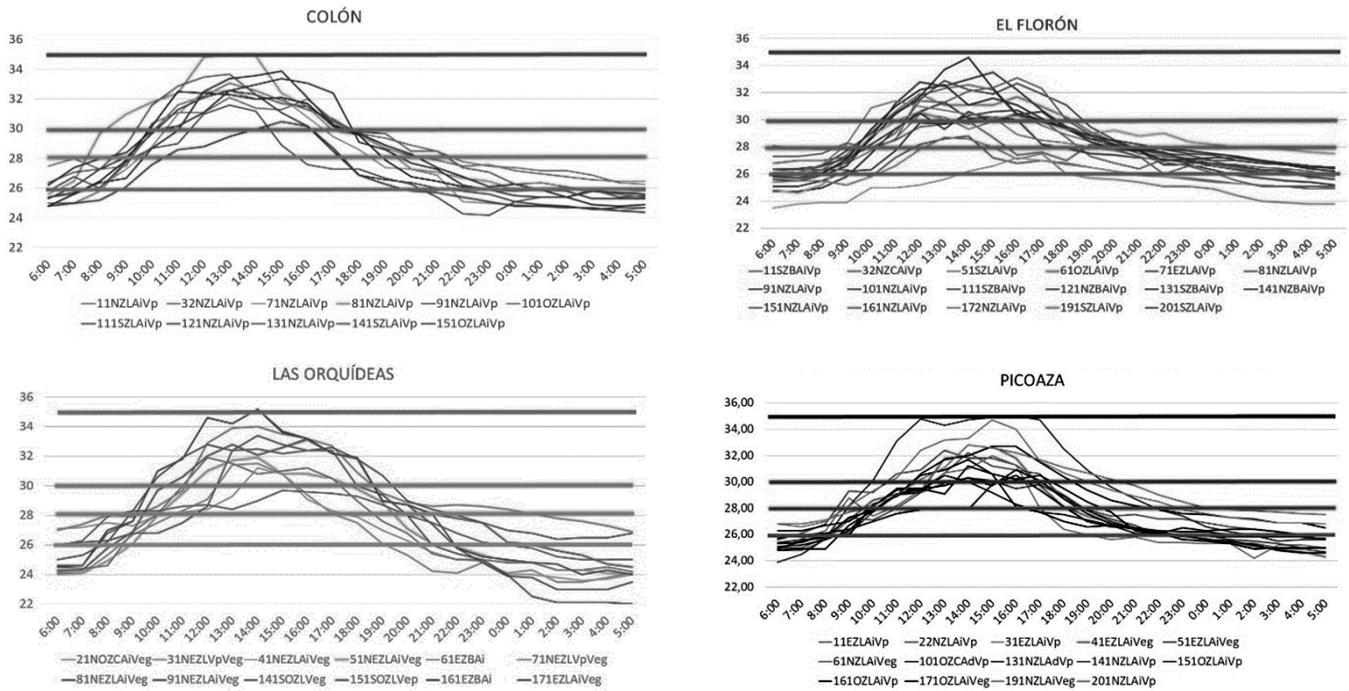 COLÓN
36
34
32
30
28
26
24
22
6:00 7:00 8:00 9:00 10:00 11:00 12:00 13:00 14:00 15:00 16:00 17:00 18:00 19:00 20:00 21:00 22:00 23:00 0:00 1:00 2:00 3:00 4:00 5:00
11NZLAiVp 32NZLAiVp 71NZLAiVp 81NZLAiVp 91NZLAiVp 101OZLAiVp
111SZLAiVp 121NZLAiVp 131NZLAiVp 141SZLAiVp 151OZLAiVp
EL FLORÓN
36
34
32
30
28
26
24
22
6:00 7:00 8:00 9:00 10:00 11:00 12:00 13:00 14:00 15:00 16:00 17:00 18:00 19:00 20:00 21:00 22:00 23:00 0:00 1:00 2:00 3:00 4:00 5:00
11SZBAiVp 32NZCAiVp 51SZLAiVp 61OZLAiVp 71EZLAiVp 81NZLAiVp
91NZLAiVp 101NZLAiVp 111SZBAiVp 121NZBAiVp 131SZBAiVp 141NZBAiVp
151NZLAiVp 161NZLAiVp 172NZLAiVp 191SZLAiVp 201SZLAiVp
LAS ORQUÍDEAS
36
34
32
30
28
26
24
22
6:00 7:00 8:00 9:00 10:00 11:00 12:00 13:00 14:00 15:00 16:00 17:00 18:00 19:00 20:00 21:00 22:00 23:00 0:00 1:00 2:00 3:00 4:00 5:00
21NOZCAiVeg 31NEZLVpVeg 41NEZLAiVeg 51NEZLAiVeg 61EZBAi 71NEZLVpVeg
81NEZLAiVeg 91NEZLAiVeg 141SOZLVeg 151SOZLVep 161EZBAi 171EZLAiVeg
PICOAZA
36,00
34,00
32,00
30,00
28,00
26,00
24,00
22,00
6:00 7:00 8:00 9:00 10:00 11:00 12:00 13:00 14:00 15:00 16:00 17:00 18:00 19:00 20:00 21:00 22:00 23:00 0:00 1:00 2:00 3:00 4:00 5:00
11EZLAiVp 22NZLAiVp 31EZLAiVp 41EZLAiVeg 51EZLAiVeg
61NZLAiVeg 101OZCAdVp 131NZLAdVp 141NZLAiVp 151OZLAiVp
161OZLAiVp 171OZLAiVeg 191NZLAiVeg 201NZLAiVp